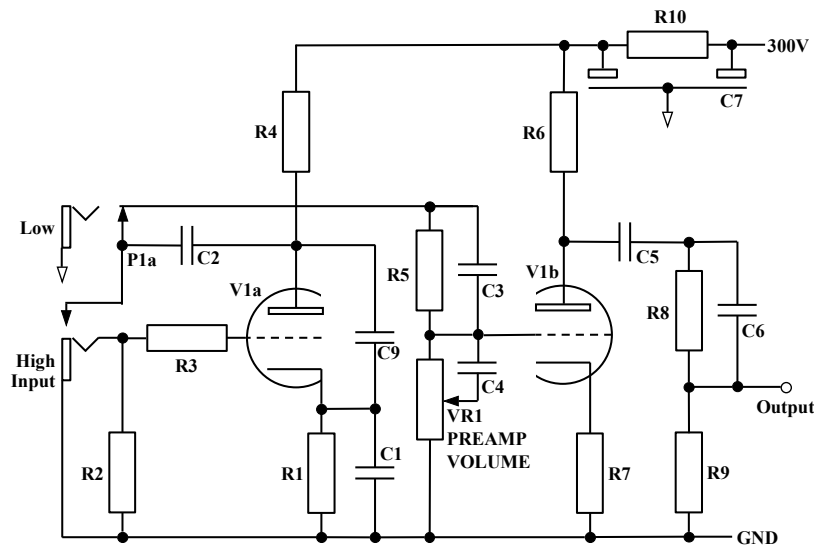 R10
300V
C7
R4
R6
Low
P1a
C2
C5
V1a
V1b
R5
C3
R8
C6
High
Input
R3
C9
C4
Output
VR1
PREAMP
VOLUME
R2
R1
C1
R7
R9
GND